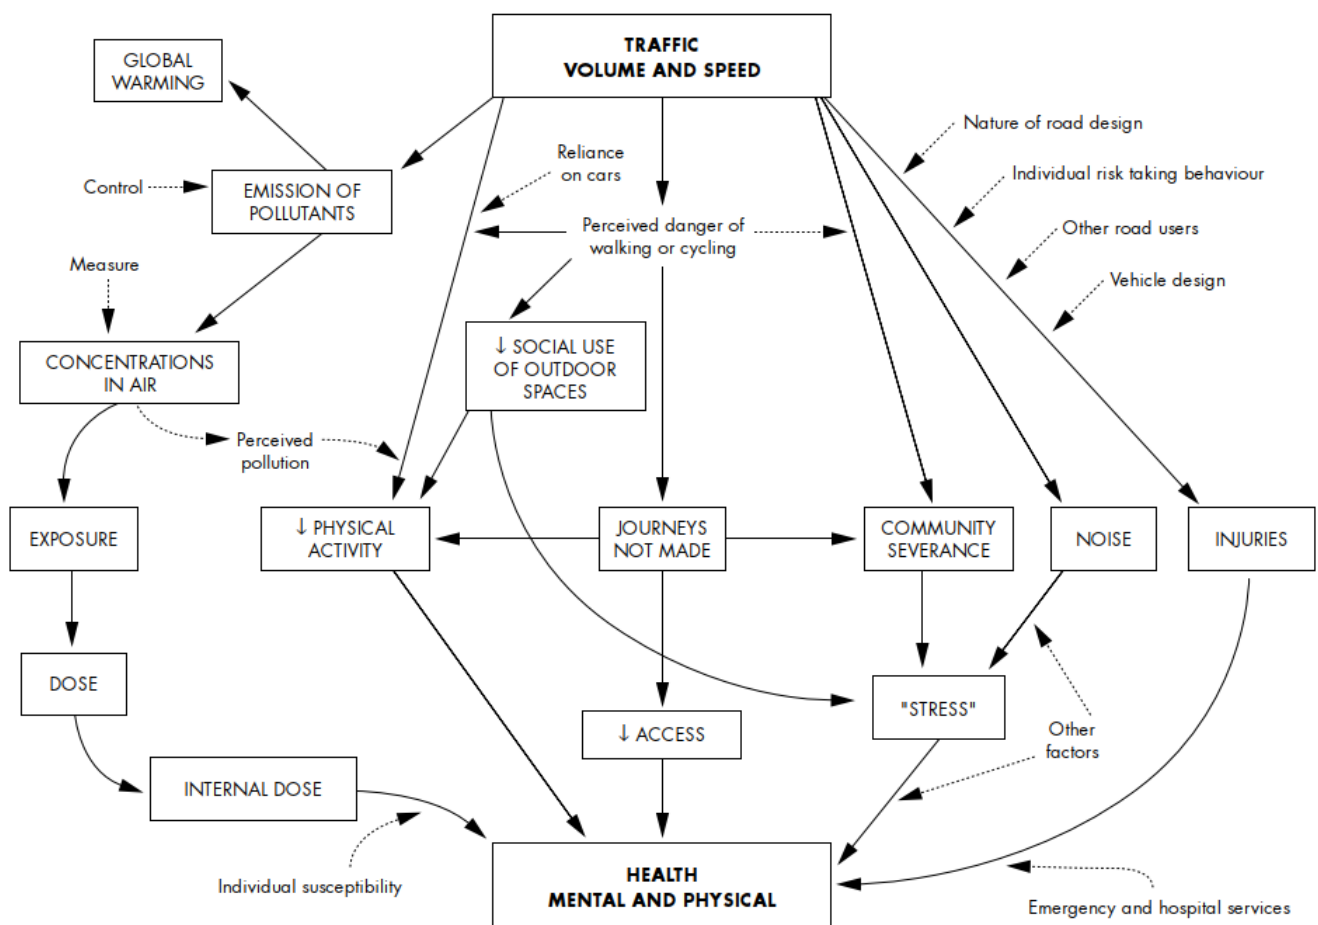 TRAFFIC
VOLUME AND SPEED
GLOBAL
WARMING
Nature of road design
Reliance
on cars
Individual risk taking behaviour
Control
EMISSION OF
POLLUTANTS
Perceived danger of
walking or cycling
Other road users
Measure
Vehicle design
CONCENTRATIONS
IN AIR
↓ SOCIAL USE
OF OUTDOOR
SPACES
Perceived
pollution
EXPOSURE
↓ PHYSICAL
ACTIVITY
JOURNEYS
NOT MADE
COMMUNITY
SEVERANCE
NOISE
INJURIES
DOSE
"STRESS"
↓ ACCESS
Other
factors
INTERNAL DOSE
Individual susceptibility
HEALTH
MENTAL AND PHYSICAL
Emergency and hospital services